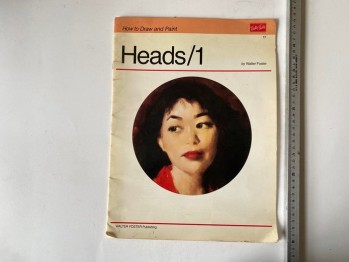 How to Draw and Paint
Heads/1
by Walter Foster
WALTER FOSTER Publishing